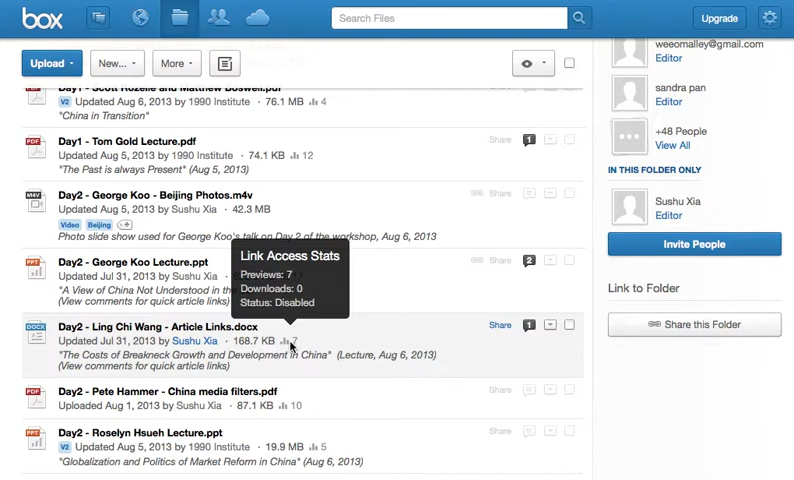 box
Search Files
Upgrade
Upload
New...
More
weeomalley@gmail.com
Editor
sandra pan
Editor
+48 People
View All
IN THIS FOLDER ONLY
Sushu Xia
Editor
Invite People
Link to Folder
Share this Folder
PDF
Day1 - Scott Rozelle and Matthew Boswell.pdf
V2 Updated Aug 6, 2013 by 1990 Institute · 76.1 MB 4
"China in Transition"
PDF
Day1 - Tom Gold Lecture.pdf
Share 1
Updated Aug 5, 2013 by 1990 Institute · 74.1 KB 12
"The Past is always Present" (Aug 5, 2013)
M4V
Day2 - George Koo - Beijing Photos.m4v
Share
Updated Aug 5, 2013 by Sushu Xia · 42.3 MB
Video Beijing
Photo slide show used for George Koo's talk on Day 2 of the workshop, Aug 6, 2013
PPT
Day2 - George Koo Lecture.ppt
Share 2
Updated Jul 31, 2013 by Sushu Xia
"A View of China Not Understood in the
(View comments for quick article links)
Link Access Stats
Previews: 7
Downloads: 0
Status: Disabled
DOCX
Day2 - Ling Chi Wang - Article Links.docx
Share 1
Updated Jul 31, 2013 by Sushu Xia · 168.7 KB 7
"The Costs of Breakneck Growth and Development in China" (Lecture, Aug 6, 2013)
(View comments for quick article links)
PDF
Day2 - Pete Hammer - China media filters.pdf
Share
Uploaded Aug 1, 2013 by Sushu Xia · 87.1 KB 10
PPT
Day2 - Roselyn Hsueh Lecture.ppt
Share
V2 Updated Aug 5, 2013 by 1990 Institute · 19.9 MB 5
"Globalization and Politics of Market Reform in China" (Aug 6, 2013)